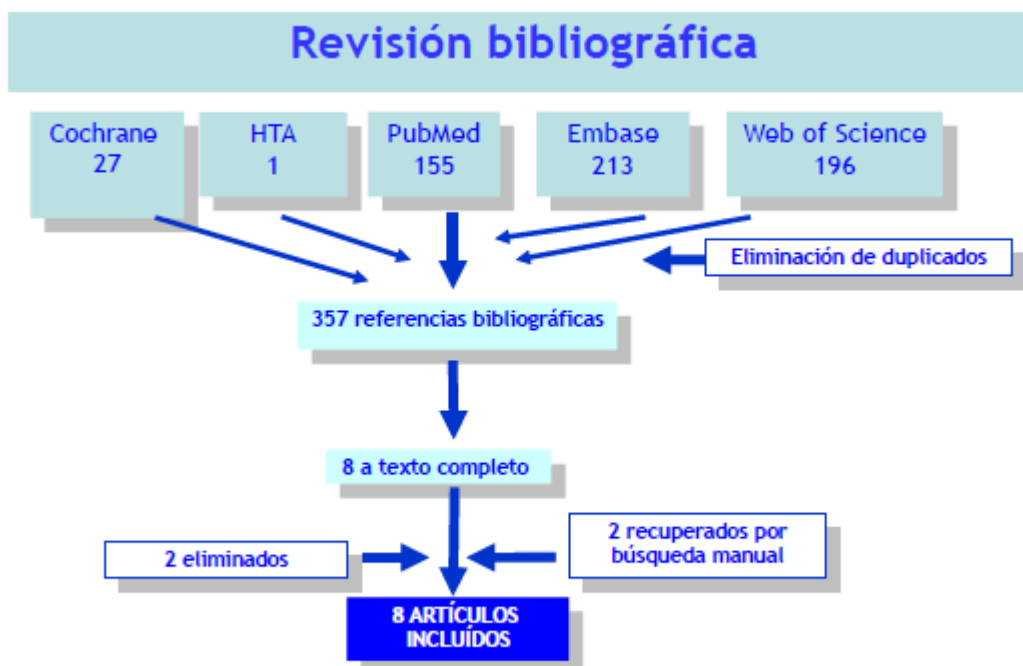 Revisión bibliográfica
Cochrane
27
HTA
1
PubMed
155
Embase
213
Web of Science
196
Eliminación de duplicados
357 referencias bibliográficas
8 a texto completo
2 eliminados
2 recuperados por
búsqueda manual
8 ARTÍCULOS
INCLUÍDOS